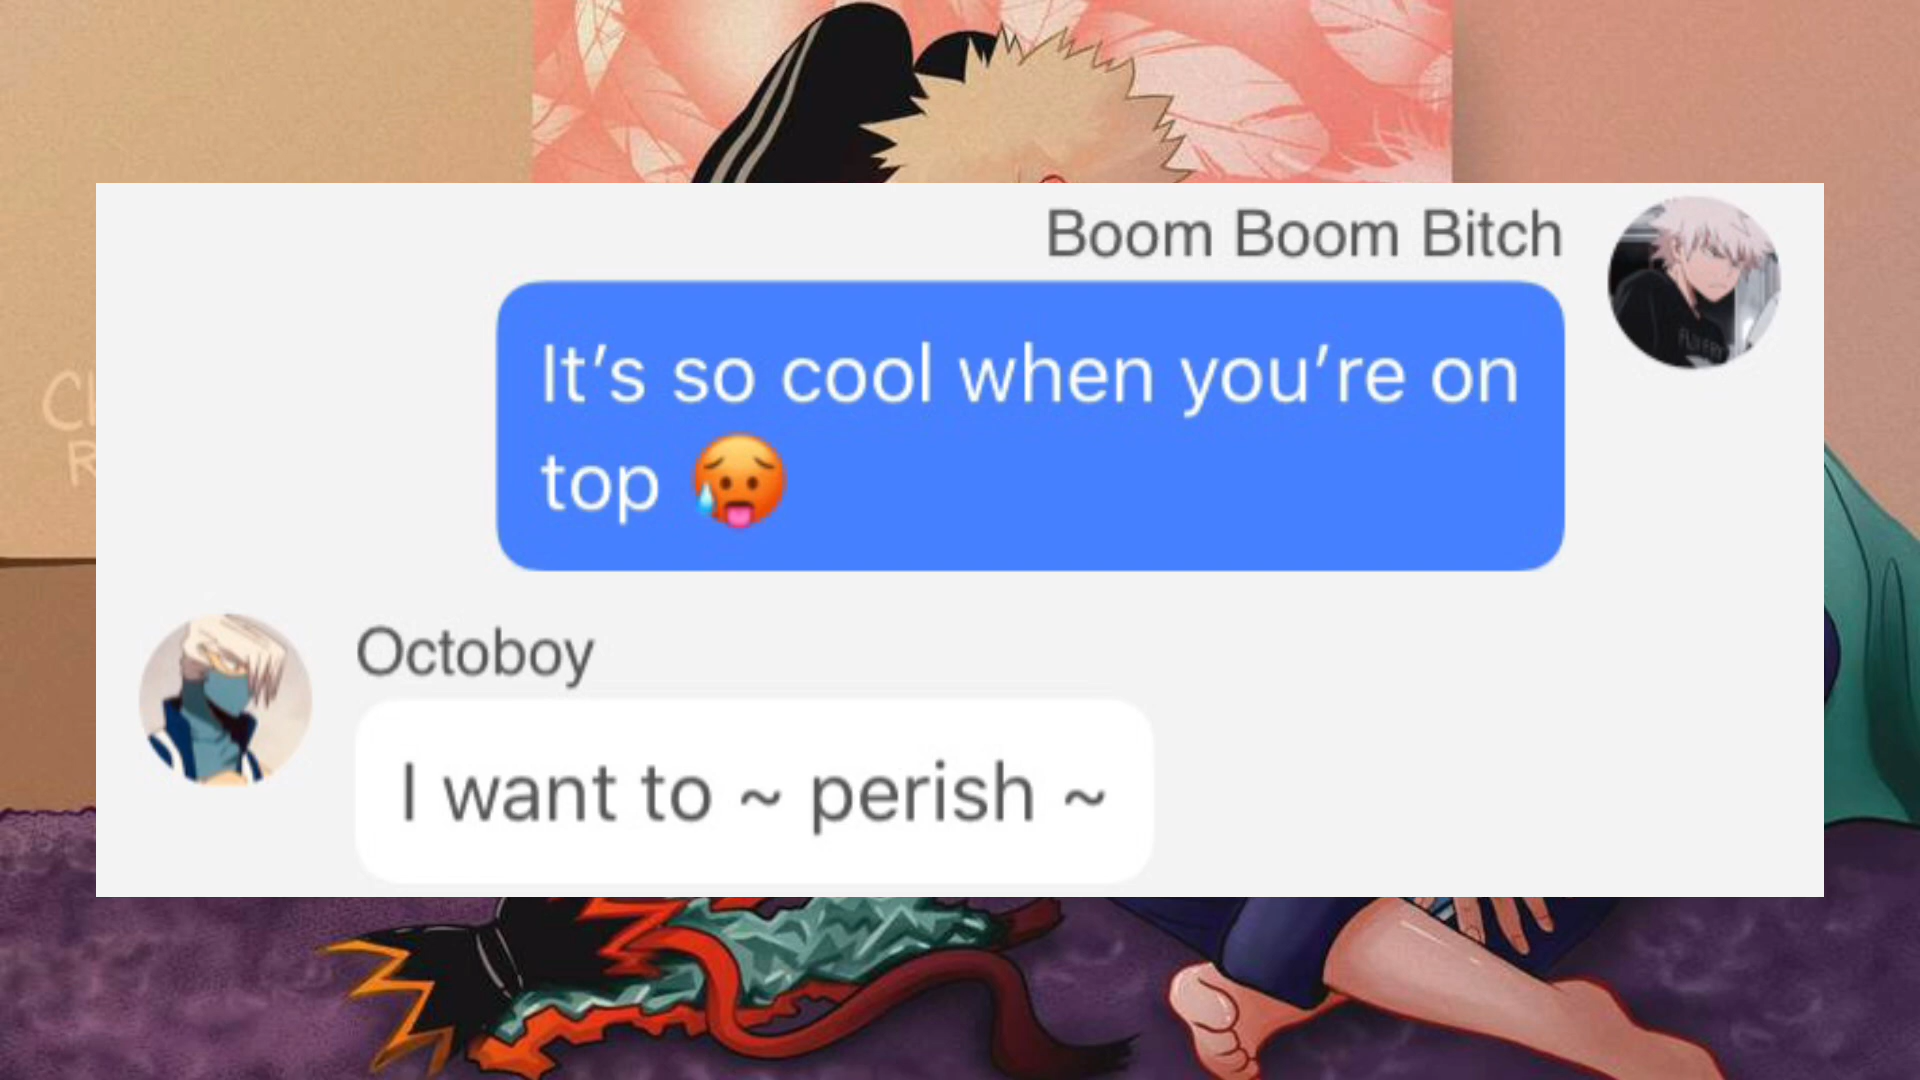 Boom Boom Bitch
It's so cool when you're on
top 🥵
Octoboy
I want to ~ perish ~